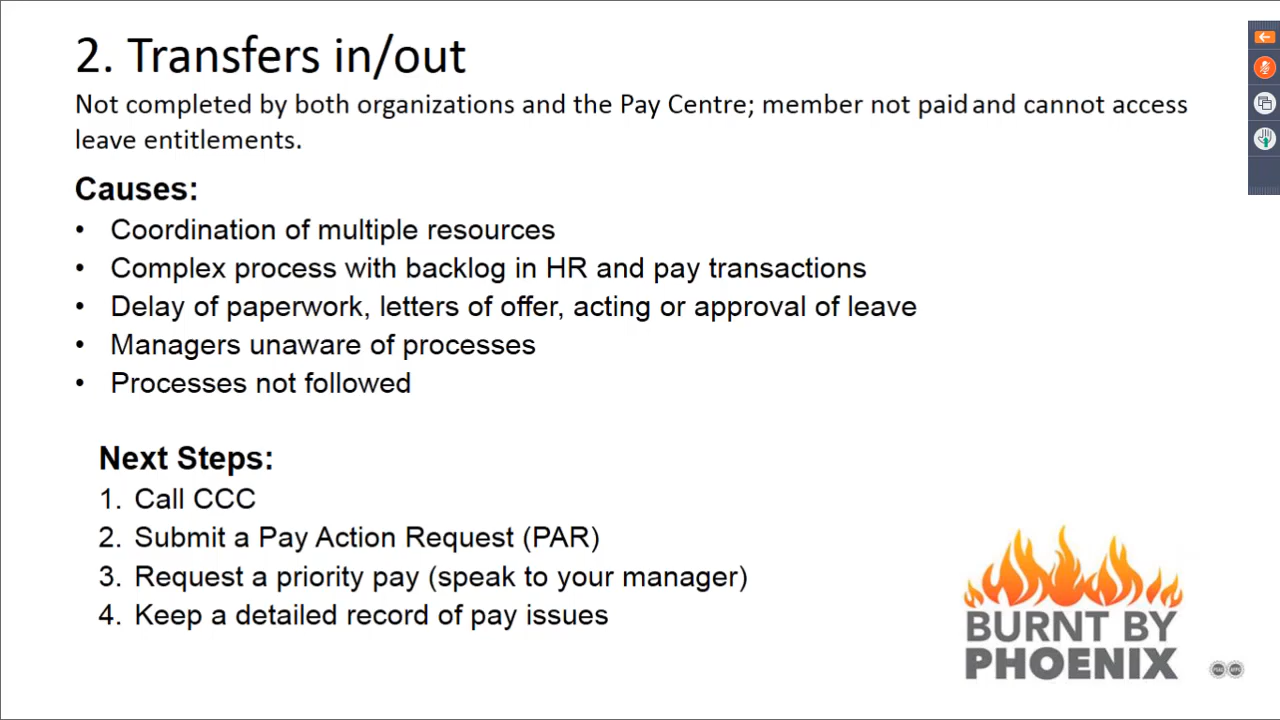 2. Transfers in/out
Not completed by both organizations and the Pay Centre; member not paid and cannot access
leave entitlements.
Causes:
• Coordination of multiple resources
• Complex process with backlog in HR and pay transactions
• Delay of paperwork, letters of offer, acting or approval of leave
• Managers unaware of processes
• Processes not followed
Next Steps:
1. Call CCC
2. Submit a Pay Action Request (PAR)
3. Request a priority pay (speak to your manager)
4. Keep a detailed record of pay issues
BURNT BY
PHOENIX